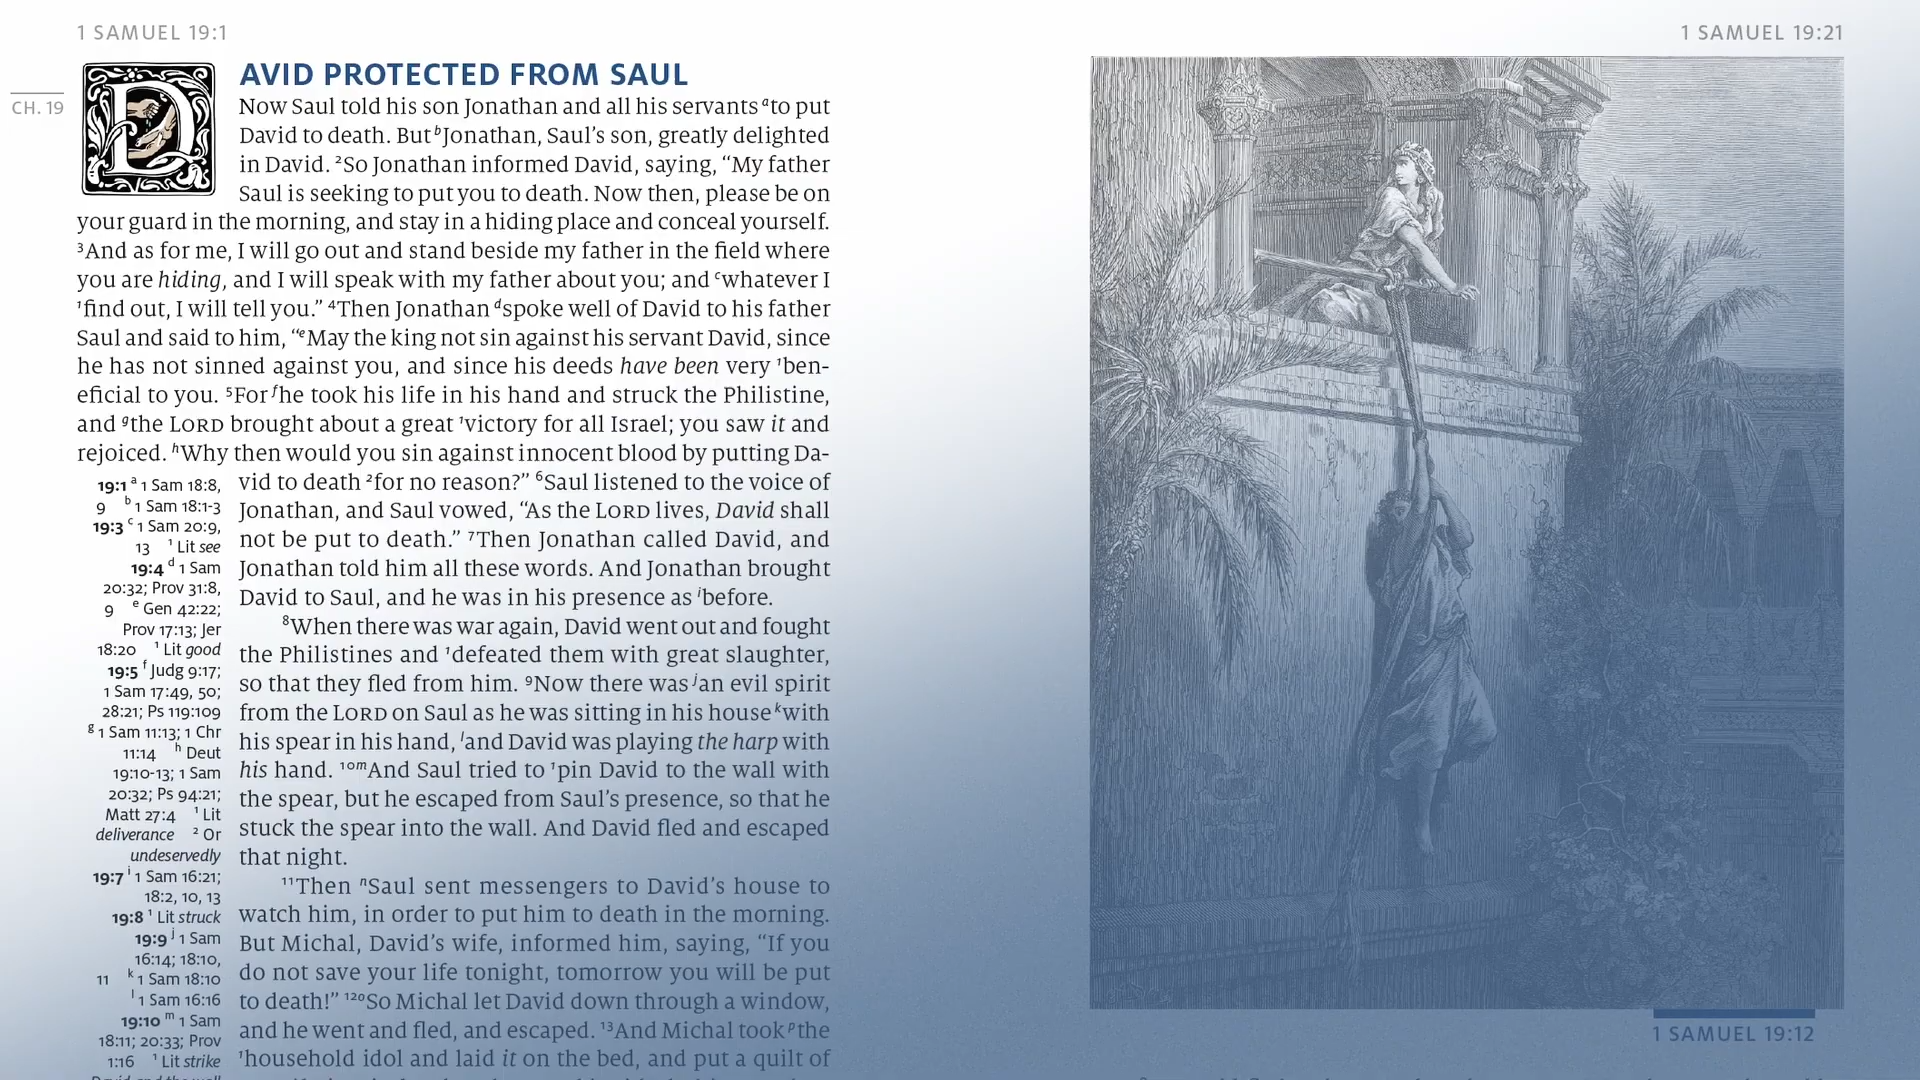 1 SAMUEL 19:1
1 SAMUEL 19:21
CH. 19
DAVID PROTECTED FROM SAUL
Now Saul told his son Jonathan and all his servants ᵃto put
David to death. But ᵇJonathan, Saul’s son, greatly delighted
in David. ²So Jonathan informed David, saying, “My father
Saul is seeking to put you to death. Now then, please be on
your guard in the morning, and stay in a hiding place and conceal yourself.
³And as for me, I will go out and stand beside my father in the field where
you are hiding, and I will speak with my father about you; and ᶜwhatever I
¹find out, I will tell you.” ⁴Then Jonathan ᵈspoke well of David to his father
Saul and said to him, “ᵉMay the king not sin against his servant David, since
he has not sinned against you, and since his deeds have been very ¹ben-
eficial to you. ⁵For ᶠhe took his life in his hand and struck the Philistine,
and ᵍthe LORD brought about a great ¹victory for all Israel; you saw it and
rejoiced. ʰWhy then would you sin against innocent blood by putting Da-
vid to death ²for no reason?” ⁶Saul listened to the voice of
Jonathan, and Saul vowed, “As the LORD lives, David shall
not be put to death.” ⁷Then Jonathan called David, and
Jonathan told him all these words. And Jonathan brought
David to Saul, and he was in his presence as ⁱbefore.
⁸When there was war again, David went out and fought
the Philistines and ¹defeated them with great slaughter,
so that they fled from him. ⁹Now there was ʲan evil spirit
from the LORD on Saul as he was sitting in his house ᵏwith
his spear in his hand, ˡand David was playing the harp with
his hand. ¹⁰ᵐAnd Saul tried to ¹pin David to the wall with
the spear, but he escaped from Saul’s presence, so that he
stuck the spear into the wall. And David fled and escaped
that night.
¹¹Then ⁿSaul sent messengers to David’s house to
watch him, in order to put him to death in the morning.
But Michal, David’s wife, informed him, saying, “If you
do not save your life tonight, tomorrow you will be put
to death!” ¹²ᵒSo Michal let David down through a window,
and he went and fled, and escaped. ¹³And Michal took ᵖthe
¹household idol and laid it on the bed, and put a quilt of
19:1 ᵃ 1 Sam 18:8,
9 ᵇ 1 Sam 18:1-3
19:3 ᶜ 1 Sam 20:9,
13 ¹ Lit see
19:4 ᵈ 1 Sam
20:32; Prov 31:8,
9 ᵉ Gen 42:22;
Prov 17:13; Jer
18:20 ¹ Lit good
19:5 ᶠ Judg 9:17;
1 Sam 17:49, 50;
28:21; Ps 119:109
ᵍ 1 Sam 11:13; 1 Chr
11:14 ʰ Deut
19:10-13; 1 Sam
20:32; Ps 94:21;
Matt 27:4 ¹ Lit
deliverance ² Or
undeservedly
19:7 ⁱ 1 Sam 16:21;
18:2, 10, 13
19:8 ¹ Lit struck
19:9 ʲ 1 Sam
16:14; 18:10,
11 ᵏ 1 Sam 18:10
ˡ 1 Sam 16:16
19:10 ᵐ 1 Sam
18:11; 20:33; Prov
1:16 ¹ Lit strike
1 SAMUEL 19:12